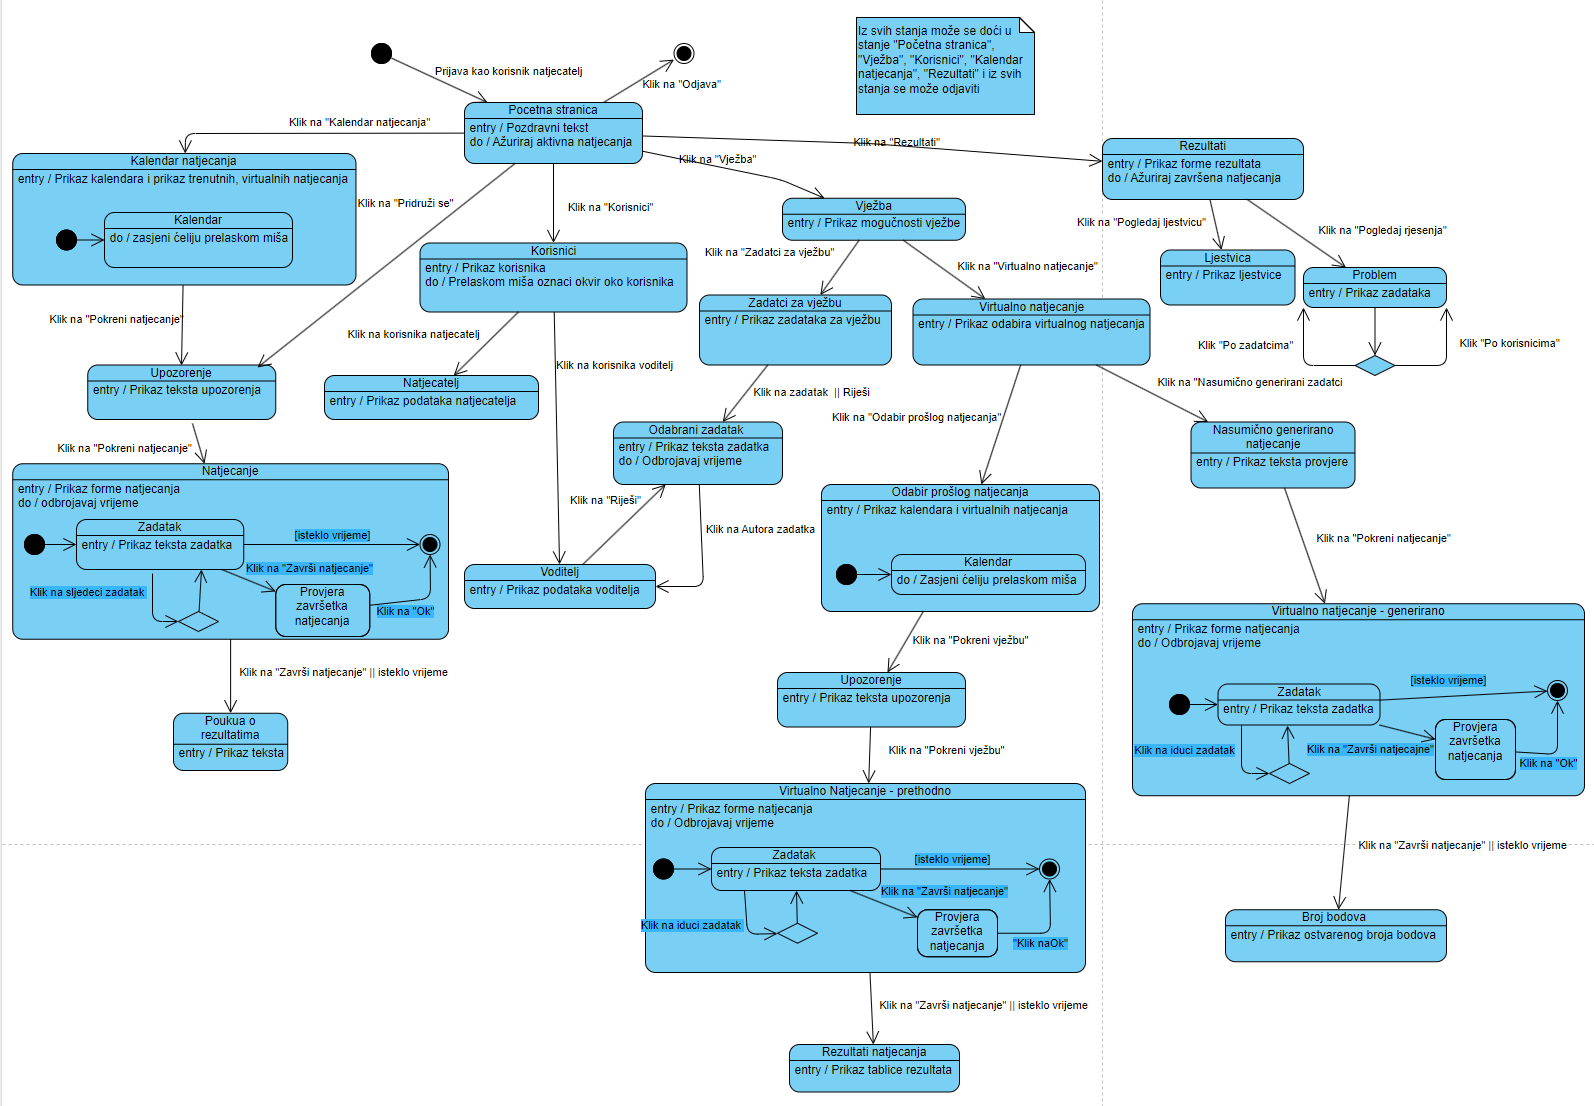 Iz svih stanja može se doći u
stanje "Početna stranica",
"Vježba", "Korisnici", "Kalendar
natjecanja", "Rezultati" i iz svih
stanja se može odjaviti
Prijava kao korisnik natjecatelj
Klik na "Odjava"
Pocetna stranica
entry / Pozdravni tekst
do / Ažuriraj aktivna natjecanja
Klik na "Kalendar natjecanja"
Klik na "Rezultati"
Klik na "Vježba"
Kalendar natjecanja
entry / Prikaz kalendara i prikaz trenutnih, virtualnih natjecanja
Kalendar
do / zasjeni ćeliju prelaskom miša
Klik na "Pridruži se"
Klik na "Korisnici"
Rezultati
entry / Prikaz forme rezultata
do / Ažuriraj završena natjecanja
Vježba
entry / Prikaz mogučnosti vježbe
Klik na "Pogledaj ljestvicu"
Klik na "Pogledaj rjesenja"
Korisnici
entry / Prikaz korisnika
do / Prelaskom miša oznaci okvir oko korisnika
Klik na "Zadatci za vježbu"
Klik na "Virtualno natjecanje"
Ljestvica
entry / Prikaz ljestvice
Problem
entry / Prikaz zadataka
Zadatci za vježbu
entry / Prikaz zadataka za vježbu
Virtualno natjecanje
entry / Prikaz odabira virtualnog natjecanja
Klik na "Pokreni natjecanje"
Klik na korisnika natjecatelj
Klik na korisnika voditelj
Klik "Po zadatcima"
Klik "Po korisnicima"
Upozorenje
entry / Prikaz teksta upozorenja
Natjecatelj
entry / Prikaz podataka natjecatelja
Klik na zadatak  || Riješi
Klik na "Nasumično generirani zadatci
Klik na "Odabir prošlog natjecanja"
Klik na "Pokreni natjecanje"
Odabrani zadatak
entry / Prikaz teksta zadatka
do / Odbrojavaj vrijeme
Nasumično generirano
natjecanje
entry / Prikaz teksta provjere
Natjecanje
entry / Prikaz forme natjecanja
do / odbrojavaj vrijeme
Zadatak
entry / Prikaz teksta zadatka
[isteklo vrijeme]
Klik na "Završi natjecanje"
Klik na sljedeci zadatak
Provjera
završetka
natjecanja
Klik na "Ok"
Klik na "Riješi"
Klik na Autora zadatka
Voditelj
entry / Prikaz podataka voditelja
Odabir prošlog natjecanja
entry / Prikaz kalendara i virtualnih natjecanja
Kalendar
do / Zasjeni ćeliju prelaskom miša
Klik na "Pokreni natjecanje"
Klik na "Pokreni vježbu"
Klik na "Završi natjecanje" || isteklo vrijeme
Poukua o
rezultatima
entry / Prikaz teksta
Upozorenje
entry / Prikaz teksta upozorenja
Klik na "Pokreni vježbu"
Virtualno natjecanje - generirano
entry / Prikaz forme natjecanja
do / Odbrojavaj vrijeme
Zadatak
entry / Prikaz teksta zadatka
[isteklo vrijeme]
Klik na iduci zadatak
Klik na "Završi natjecajne"
Provjera
završetka
natjecanja
Klik na "Ok"
Virtualno Natjecanje - prethodno
entry / Prikaz forme natjecanja
do / Odbrojavaj vrijeme
Zadatak
entry / Prikaz teksta zadatka
[isteklo vrijeme]
Klik na "Završi natjecanje"
Klik na iduci zadatak
Provjera
završetka
natjecanja
"Klik naOk"
Klik na "Završi natjecanje" || isteklo vrijeme
Broj bodova
entry / Prikaz ostvarenog broja bodova
Klik na "Završi natjecanje" || isteklo vrijeme
Rezultati natjecanja
entry / Prikaz tablice rezultata